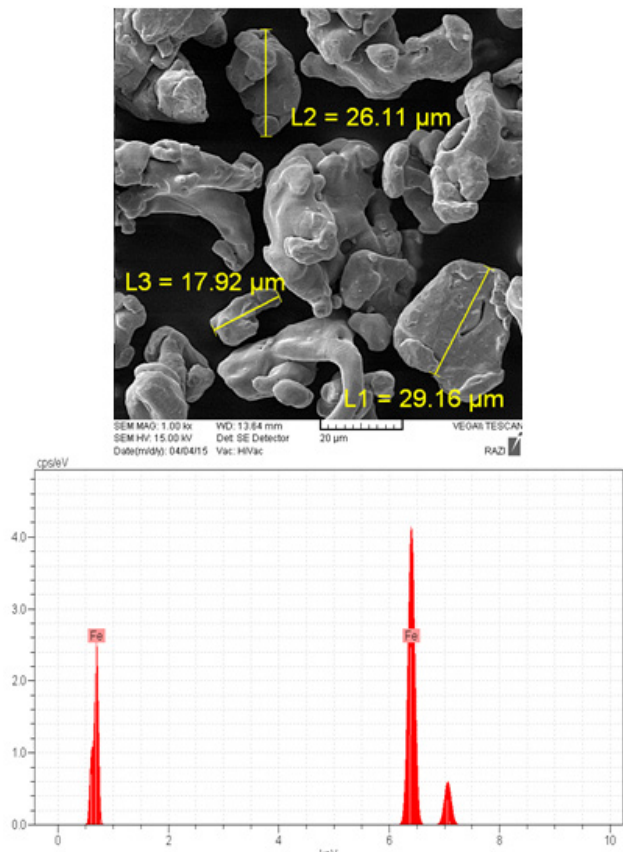 L2 = 26.11 µm
L3 = 17.92 µm
L1 = 29.16 µm
SEM MAG: 1.00 kx WD: 13.64 mm VEGA\\ TESCAN
SEM HV: 15.00 kV Det: SE Detector 20 µm
Date(m/d/y): 04/04/15 Vac: HiVac RAZI
cps/eV
4.0
3.0
Fe Fe
2.0
1.0
0.0
0 2 4 6 8 10